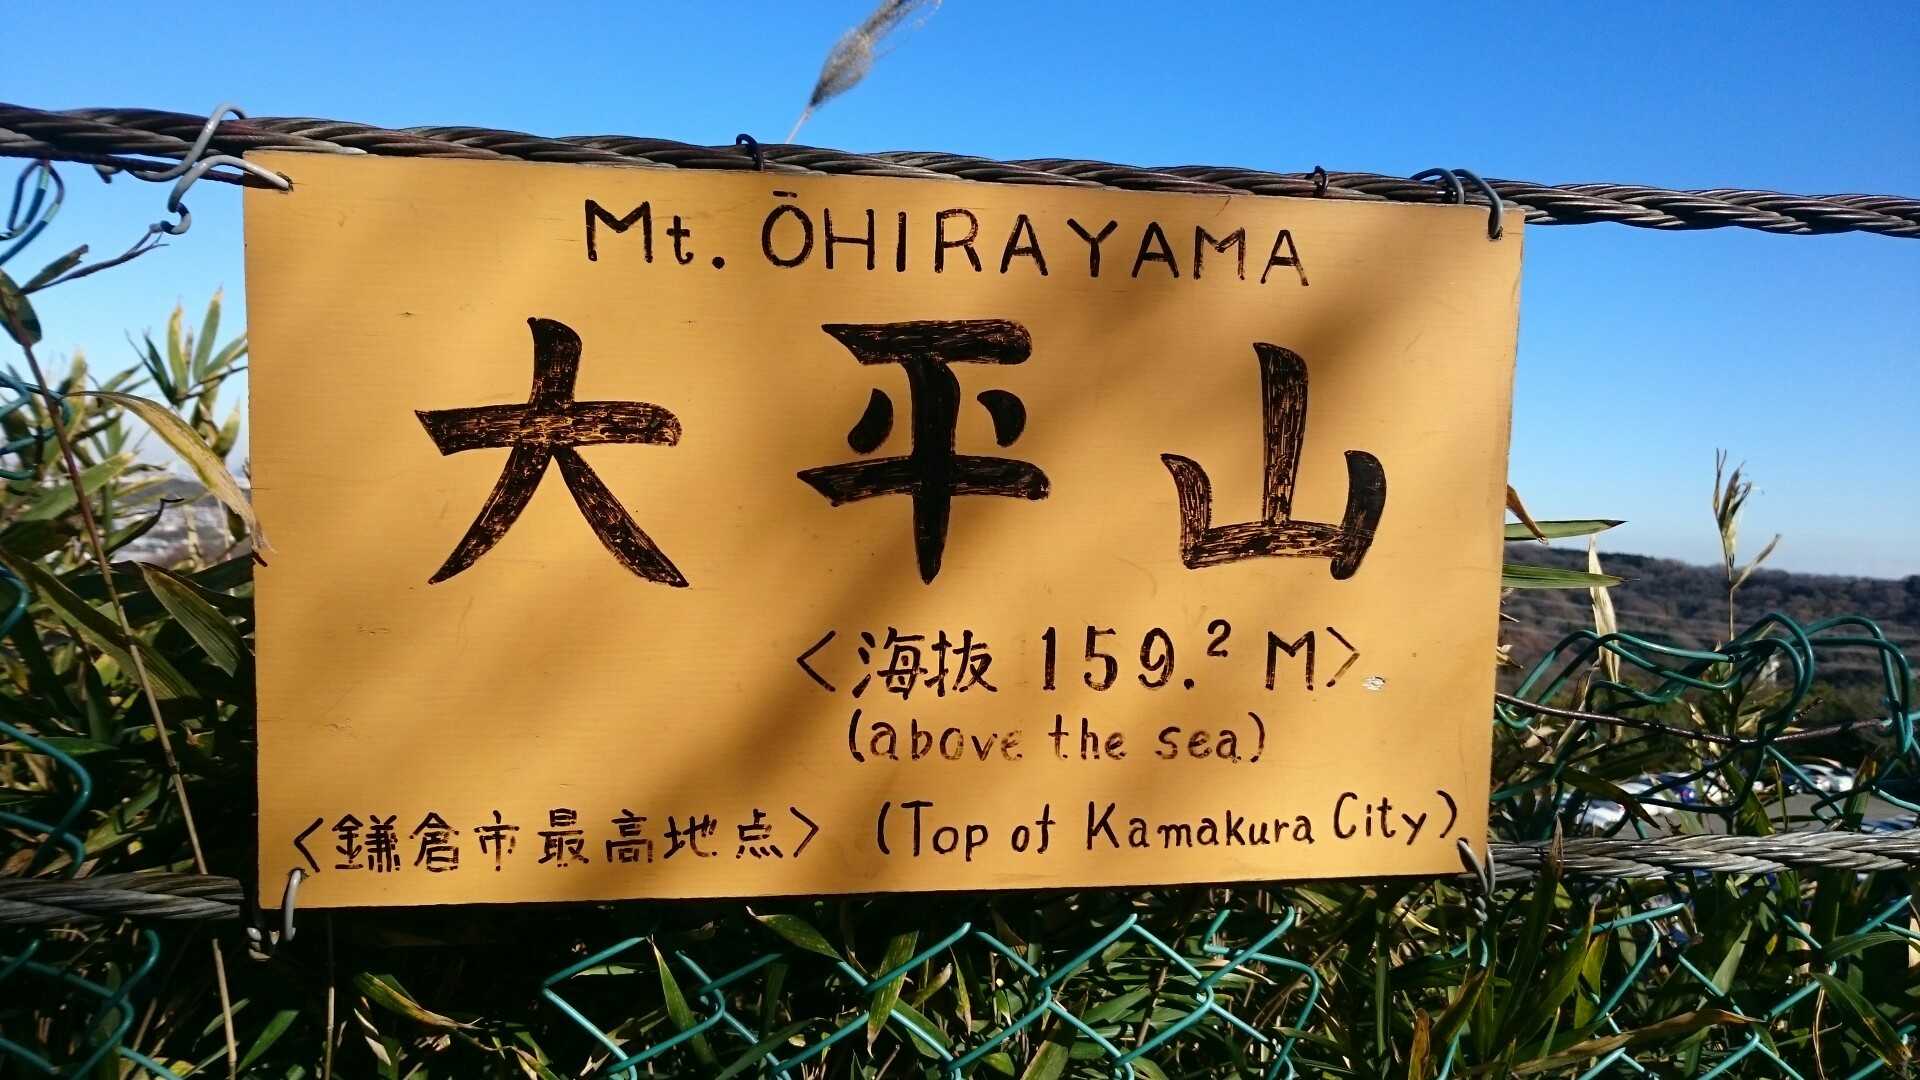 Mt. ŌHIRAYAMA
大平山
<海抜 159.2 M>
(above the sea)
<鎌倉市最高地点> (Top of Kamakura City)